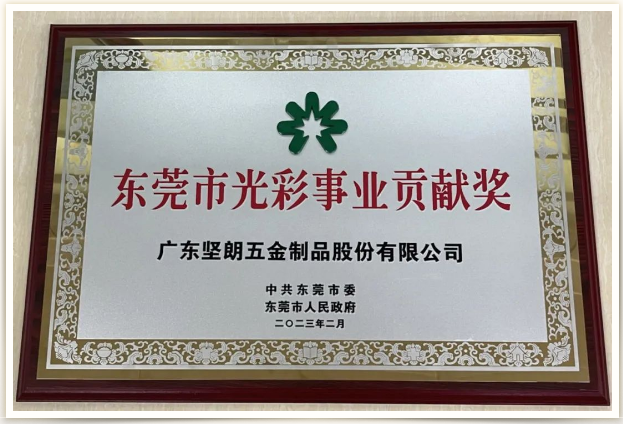 东莞市光彩事业贡献奖
广东坚朗五金制品股份有限公司
中共东莞市委
东莞市人民政府
二〇二三年二月